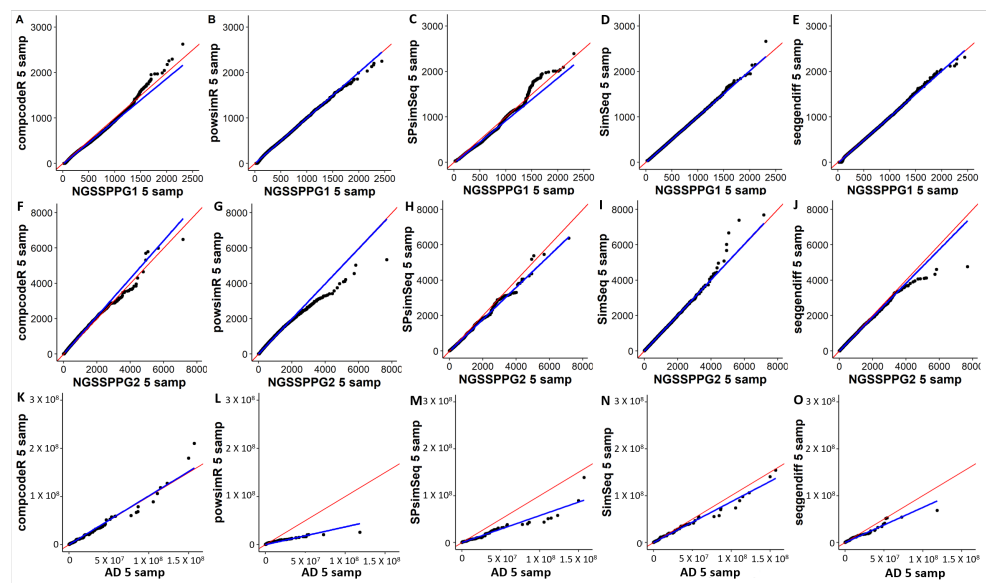 A
compcodeR 5 samp
3000
2000
1000
0
0 500 1000 1500 2000 2500
NGSSPPG1 5 samp
B
powsimR 5 samp
3000
2000
1000
0
0 500 1000 1500 2000 2500
NGSSPPG1 5 samp
C
SPsimSeq 5 samp
3000
2000
1000
0
0 500 1000 1500 2000 2500
NGSSPPG1 5 samp
D
SimSeq 5 samp
3000
2000
1000
0
0 500 1000 1500 2000 2500
NGSSPPG1 5 samp
E
seqgendiff 5 samp
3000
2000
1000
0
0 500 1000 1500 2000 2500
NGSSPPG1 5 samp
F
compcodeR 5 samp
8000
6000
4000
2000
0
0 2000 4000 6000 8000
NGSSPPG2 5 samp
G
powsimR 5 samp
8000
6000
4000
2000
0
0 2000 4000 6000 8000
NGSSPPG2 5 samp
H
SPsimSeq 5 samp
8000
6000
4000
2000
0
0 2000 4000 6000 8000
NGSSPPG2 5 samp
I
SimSeq 5 samp
8000
6000
4000
2000
0
0 2000 4000 6000 8000
NGSSPPG2 5 samp
J
seqgendiff 5 samp
8000
6000
4000
2000
0
0 2000 4000 6000 8000
NGSSPPG2 5 samp
K
compcodeR 5 samp
3 X 10⁸
2 X 10⁸
1 X 10⁸
0
0 5 X 10⁷ 1 X 10⁸ 1.5 X 10⁸
AD 5 samp
L
powsimR 5 samp
3 X 10⁸
2 X 10⁸
1 X 10⁸
0
0 5 X 10⁷ 1 X 10⁸ 1.5 X 10⁸
AD 5 samp
M
SPsimSeq 5 samp
3 X 10⁸
2 X 10⁸
1 X 10⁸
0
0 5 X 10⁷ 1 X 10⁸ 1.5 X 10⁸
AD 5 samp
N
SimSeq 5 samp
3 X 10⁸
2 X 10⁸
1 X 10⁸
0
0 5 X 10⁷ 1 X 10⁸ 1.5 X 10⁸
AD 5 samp
O
seqgendiff 5 samp
3 X 10⁸
2 X 10⁸
1 X 10⁸
0
0 5 X 10⁷ 1 X 10⁸ 1.5 X 10⁸
AD 5 samp